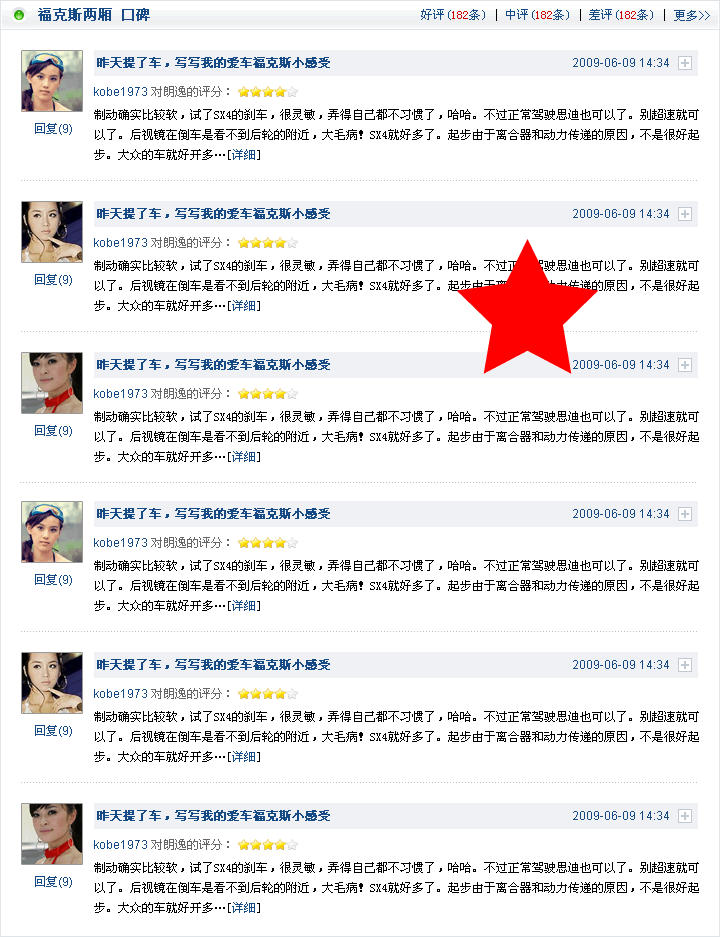 福克斯两厢 口碑 好评(182条) | 中评(182条) | 差评(182条) | 更多>>
昨天提了车，写写我的爱车福克斯小感受 2009-06-09 14:34
kobe1973 对朗逸的评分：
制动确实比较软，试了SX4的刹车，很灵敏，弄得自己都不习惯了，哈哈。不过正常驾驶思迪也可以了。别超速就可
以了。后视镜在倒车是看不到后轮的附近，大毛病！SX4就好多了。起步由于离合器和动力传递的原因，不是很好起
步。大众的车就好开多…[详细]
回复(9)
昨天提了车，写写我的爱车福克斯小感受 2009-06-09 14:34
kobe1973 对朗逸的评分：
制动确实比较软，试了SX4的刹车，很灵敏，弄得自己都不习惯了，哈哈。不过正 驾驶思迪也可以了。别超速就可
以了。后视镜在倒车是看不到后轮的附近，大毛病！SX4就好多了。起步 动力传递的原因，不是很好起
步。大众的车就好开多…[详细]
回复(9)
昨天提了车，写写我的爱车福克斯小感受 2009-06-09 14:34
kobe1973 对朗逸的评分：
制动确实比较软，试了SX4的刹车，很灵敏，弄得自己都不习惯了，哈哈。不过正常驾驶思迪也可以了。别超速就可
以了。后视镜在倒车是看不到后轮的附近，大毛病！SX4就好多了。起步由于离合器和动力传递的原因，不是很好起
步。大众的车就好开多…[详细]
回复(9)
昨天提了车，写写我的爱车福克斯小感受 2009-06-09 14:34
kobe1973 对朗逸的评分：
制动确实比较软，试了SX4的刹车，很灵敏，弄得自己都不习惯了，哈哈。不过正常驾驶思迪也可以了。别超速就可
以了。后视镜在倒车是看不到后轮的附近，大毛病！SX4就好多了。起步由于离合器和动力传递的原因，不是很好起
步。大众的车就好开多…[详细]
回复(9)
昨天提了车，写写我的爱车福克斯小感受 2009-06-09 14:34
kobe1973 对朗逸的评分：
制动确实比较软，试了SX4的刹车，很灵敏，弄得自己都不习惯了，哈哈。不过正常驾驶思迪也可以了。别超速就可
以了。后视镜在倒车是看不到后轮的附近，大毛病！SX4就好多了。起步由于离合器和动力传递的原因，不是很好起
步。大众的车就好开多…[详细]
回复(9)
昨天提了车，写写我的爱车福克斯小感受 2009-06-09 14:34
kobe1973 对朗逸的评分：
制动确实比较软，试了SX4的刹车，很灵敏，弄得自己都不习惯了，哈哈。不过正常驾驶思迪也可以了。别超速就可
以了。后视镜在倒车是看不到后轮的附近，大毛病！SX4就好多了。起步由于离合器和动力传递的原因，不是很好起
步。大众的车就好开多…[详细]
回复(9)